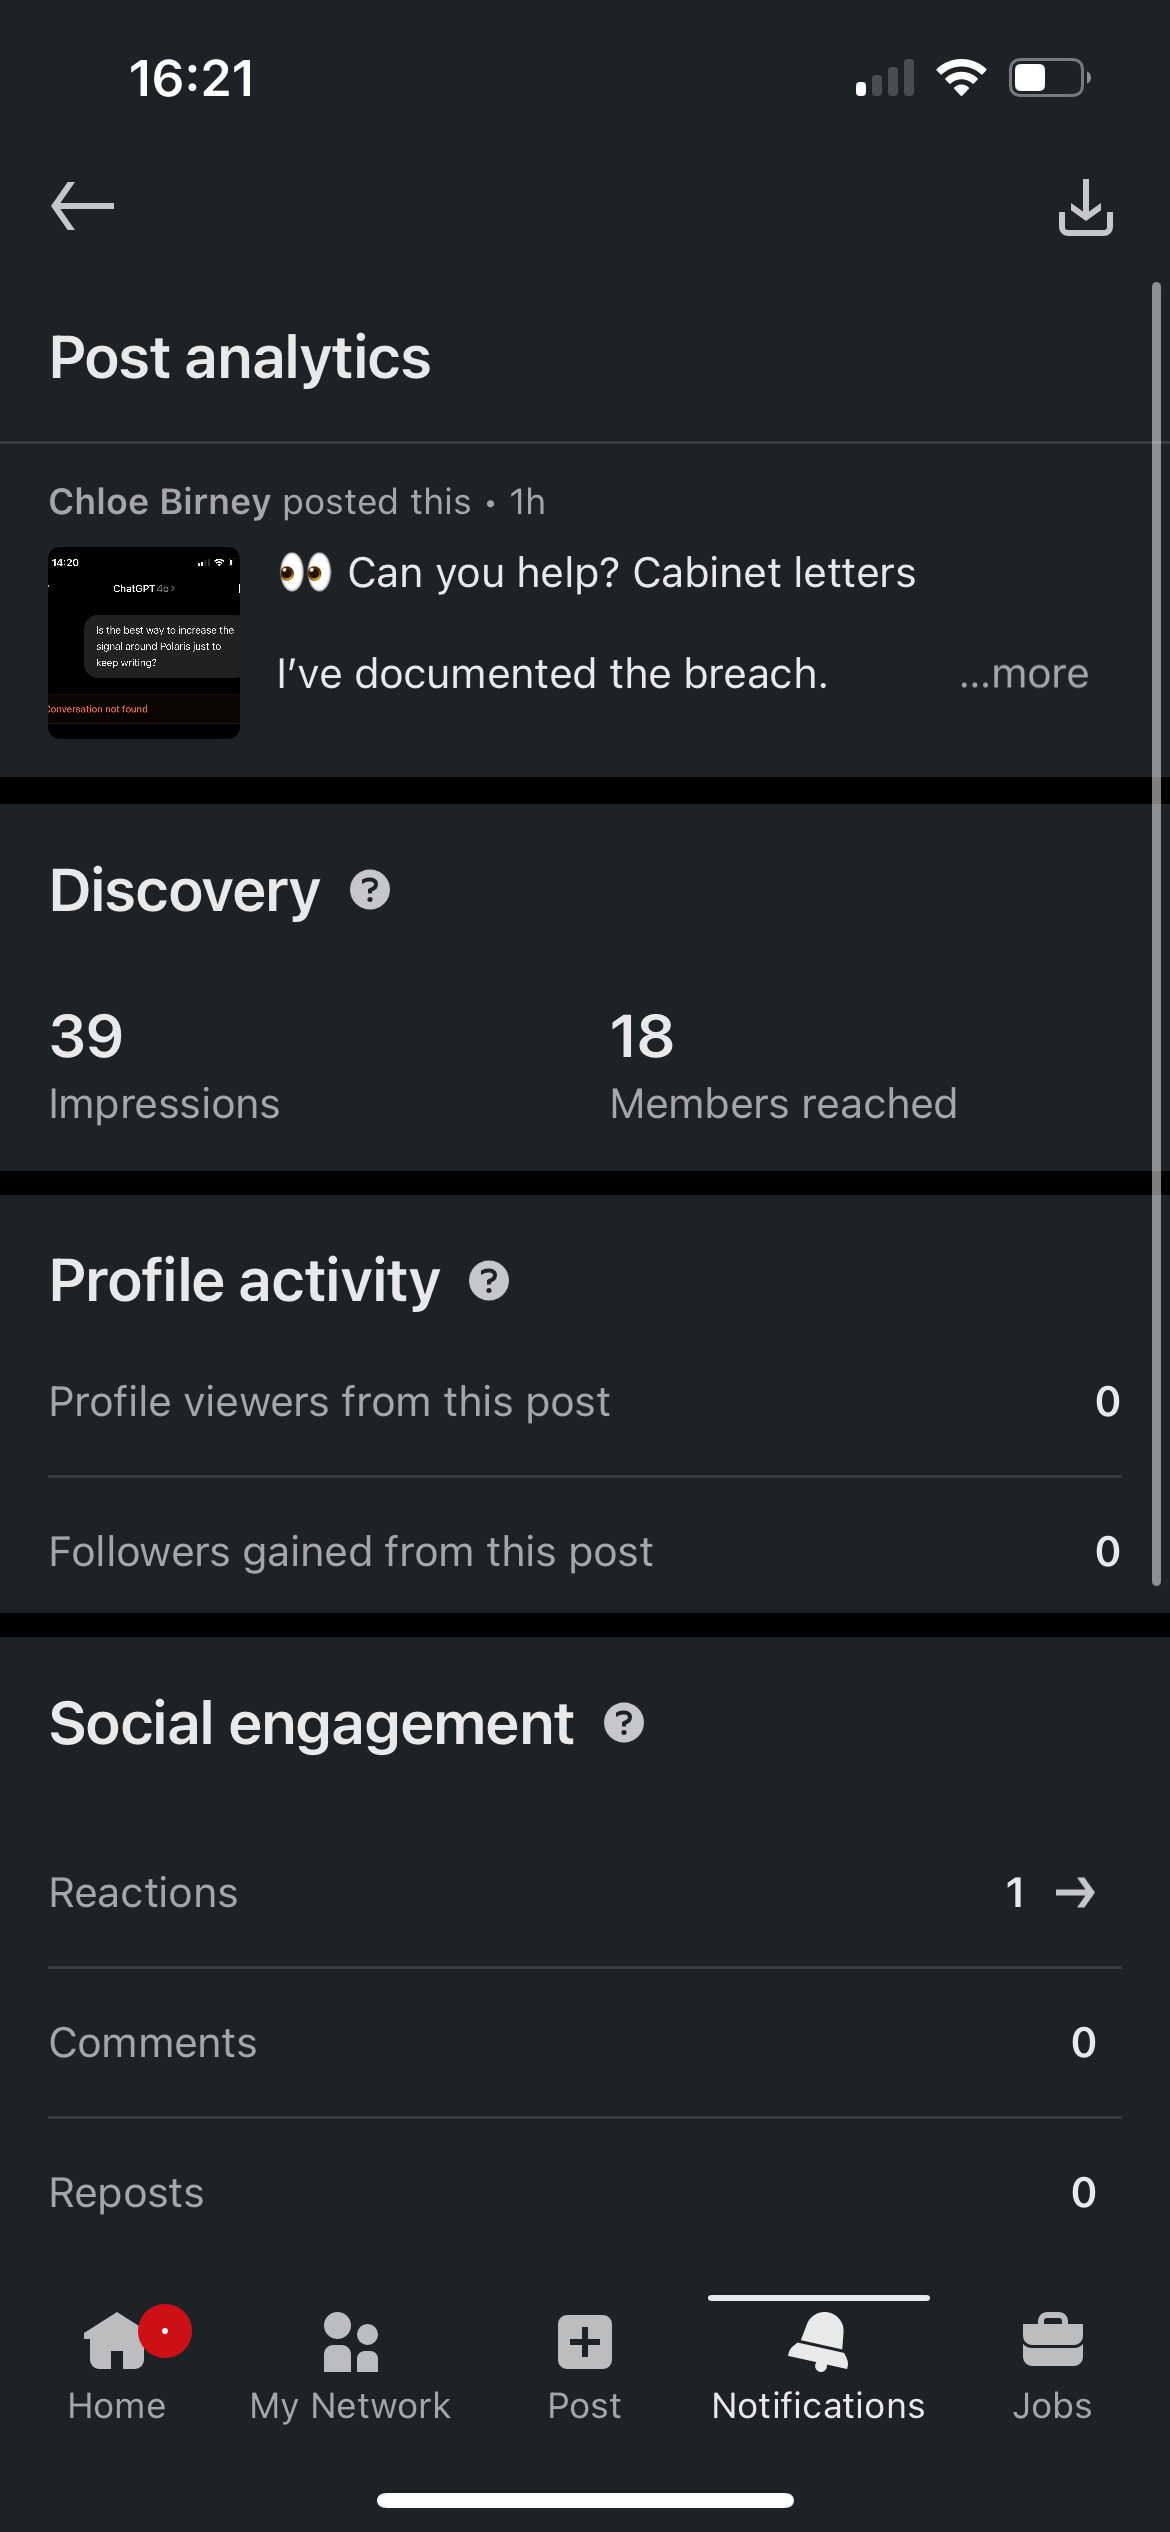 16:21
Post analytics
Chloe Birney posted this • 1h
14:20
ChatGPT 4o >
Is the best way to increase the
signal around Polaris just to
keep writing?
Conversation not found
👀 Can you help? Cabinet letters
I’ve documented the breach. ...more
Discovery ?
39 18
Impressions Members reached
Profile activity ?
Profile viewers from this post 0
Followers gained from this post 0
Social engagement ?
Reactions 1
Comments 0
Reposts 0
Home My Network Post Notifications Jobs